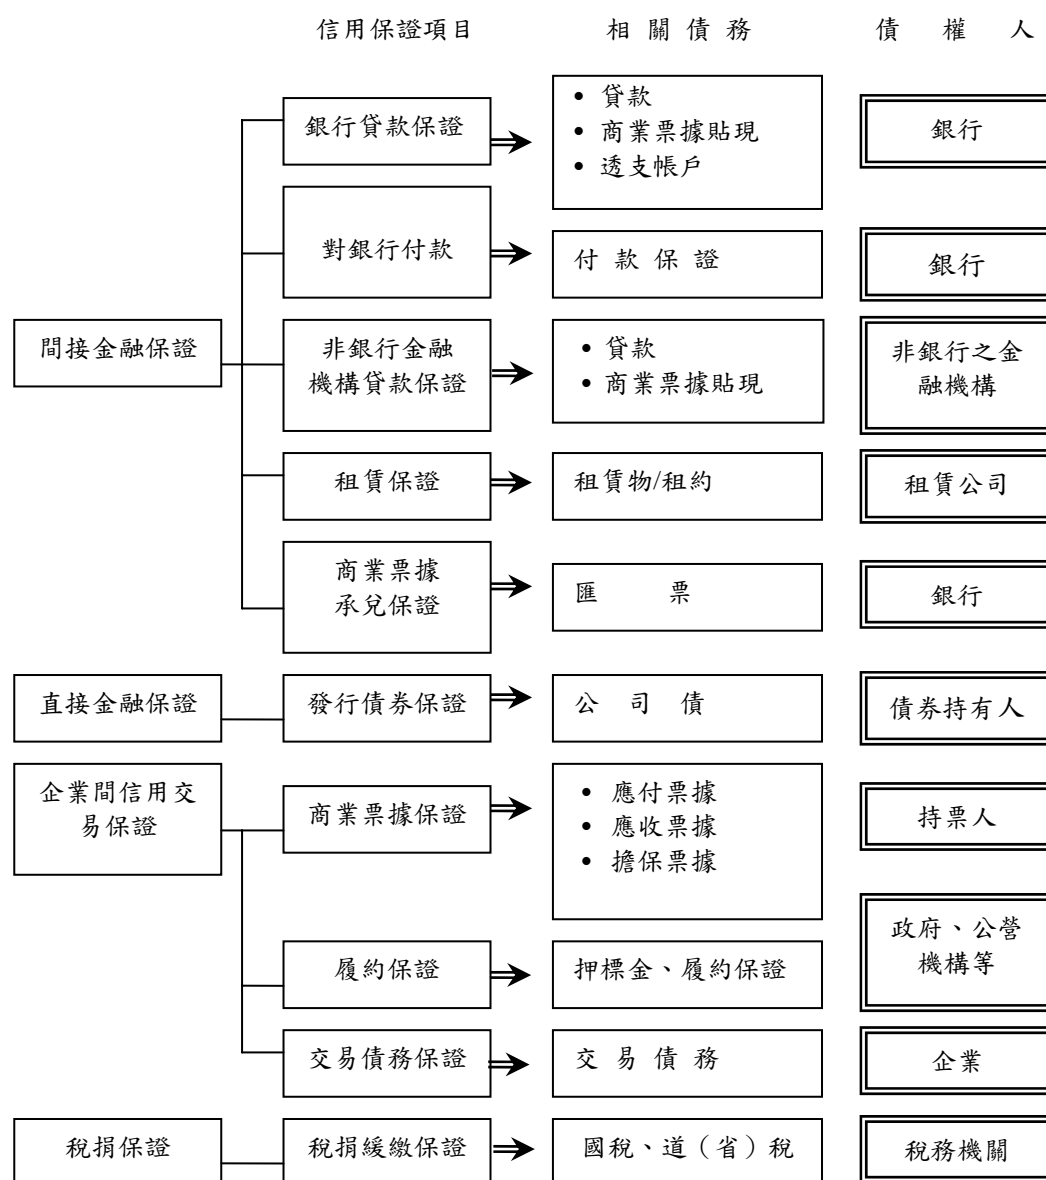 信用保證項目 相關債務 債權人
銀行貸款保證
• 貸款
• 商業票據貼現
• 透支帳戶
銀行
對銀行付款
付款保證
銀行
間接金融保證
非銀行金融
機構貸款保證
• 貸款
• 商業票據貼現
非銀行之金
融機構
租賃保證
租賃物/租約
租賃公司
商業票據
承兌保證
匯票
銀行
直接金融保證
發行債券保證
公司債
債券持有人
企業間信用交
易保證
商業票據保證
• 應付票據
• 應收票據
• 擔保票據
持票人
履約保證
押標金、履約保證
政府、公營
機構等
交易債務保證
交易債務
企業
稅捐保證
稅捐緩繳保證
國稅、道（省）稅
稅務機關